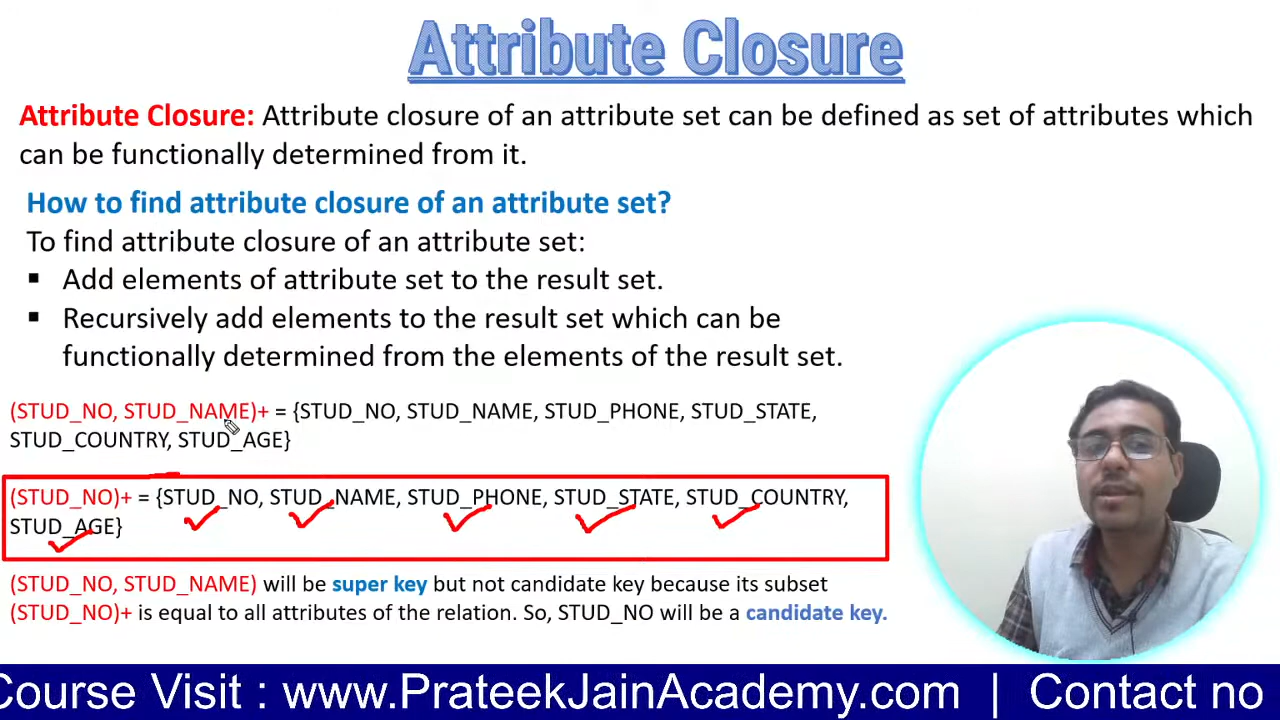 Attribute Closure
Attribute Closure: Attribute closure of an attribute set can be defined as set of attributes which
can be functionally determined from it.
How to find attribute closure of an attribute set?
To find attribute closure of an attribute set:
▪ Add elements of attribute set to the result set.
▪ Recursively add elements to the result set which can be
functionally determined from the elements of the result set.
(STUD_NO, STUD_NAME)+ = {STUD_NO, STUD_NAME, STUD_PHONE, STUD_STATE,
STUD_COUNTRY, STUD_AGE}
(STUD_NO)+ = {STUD_NO, STUD_NAME, STUD_PHONE, STUD_STATE, STUD_COUNTRY,
STUD_AGE}
(STUD_NO, STUD_NAME) will be super key but not candidate key because its subset
(STUD_NO)+ is equal to all attributes of the relation. So, STUD_NO will be a candidate key.
Course Visit : www.PrateekJainAcademy.com | Contact no